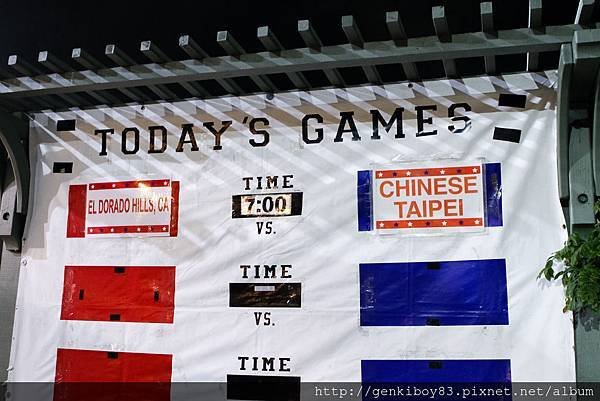 TODAY'S GAMES
EL DORADO HILLS, CA
TIME
7:00
VS.
CHINESE
TAIPEI
TIME
VS.
TIME
http://genkiboy83.pixnet.net/album